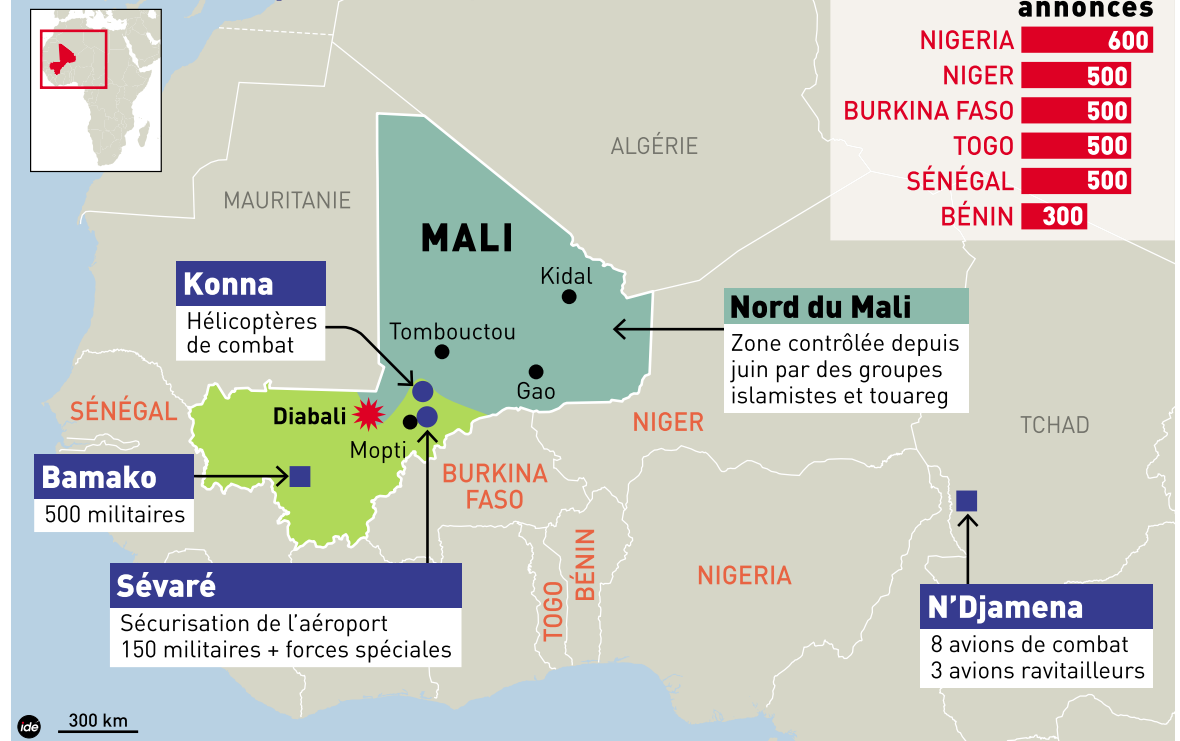 annoncés
NIGERIA 600
NIGER 500
BURKINA FASO 500
TOGO 500
SÉNÉGAL 500
BÉNIN 300
ALGÉRIE
MAURITANIE
MALI
Kidal
Konna
Hélicoptères
de combat
Tombouctou
Gao
Nord du Mali
Zone contrôlée depuis
juin par des groupes
islamistes et touareg
SÉNÉGAL
Diabali
Mopti
NIGER
TCHAD
BURKINA
FASO
Bamako
500 militaires
BÉNIN
TOGO
NIGERIA
Sévaré
Sécurisation de l’aéroport
150 militaires + forces spéciales
N’Djamena
8 avions de combat
3 avions ravitailleurs
idé
300 km